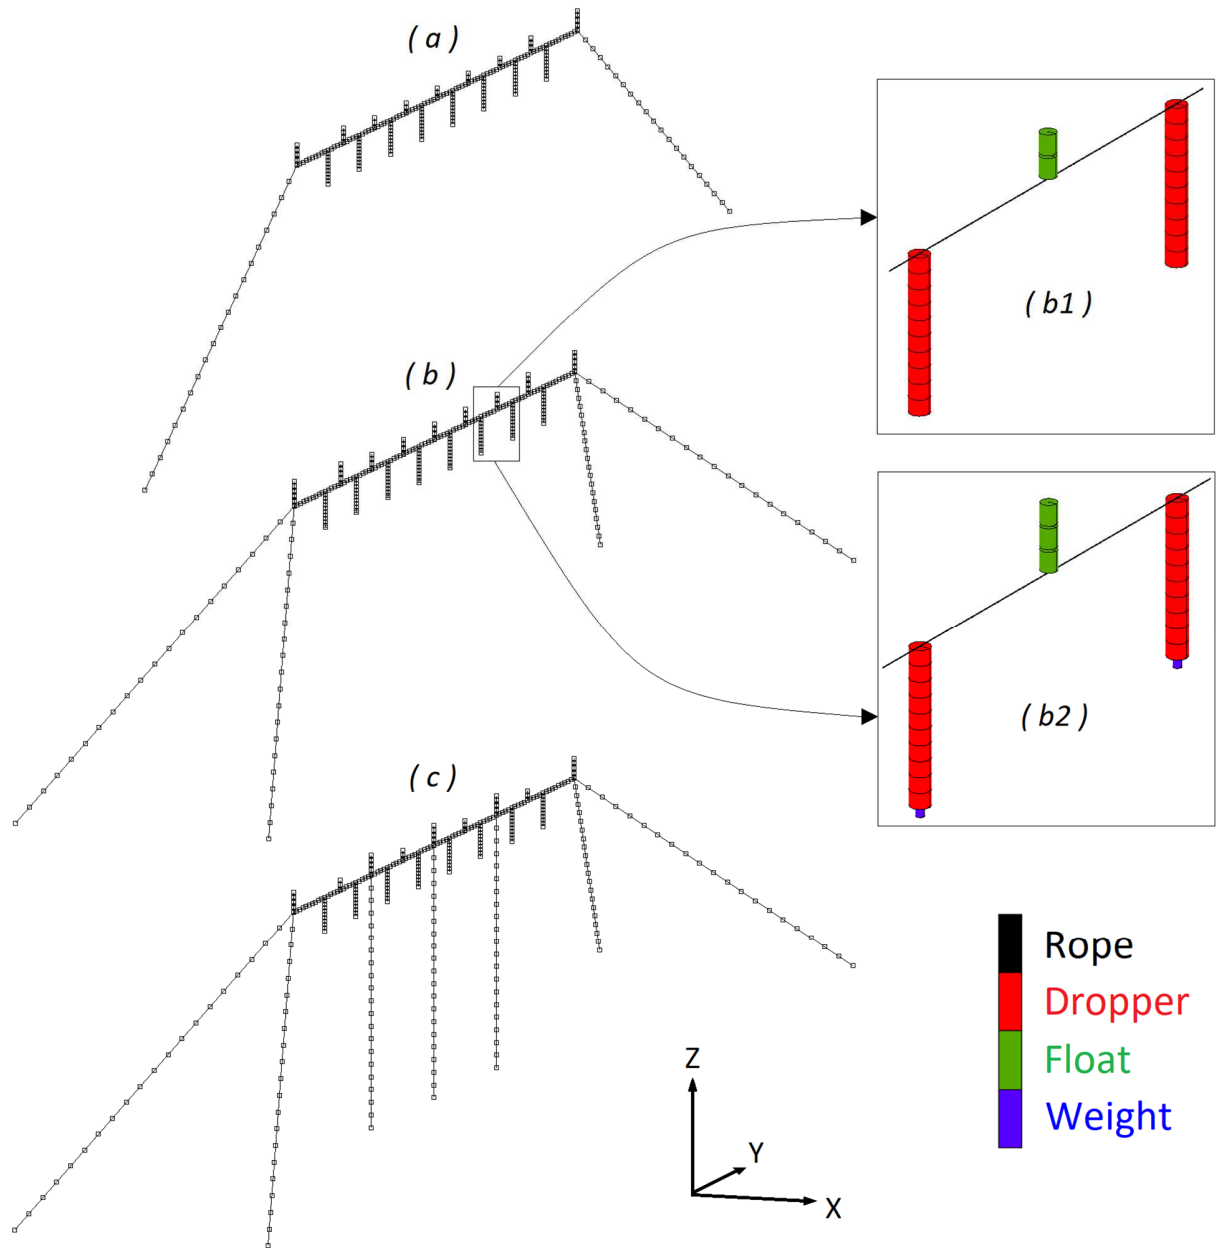 ( a )
( b1 )
( b )
( b2 )
( c )
Rope
Dropper
Float
Weight
Z
Y
X